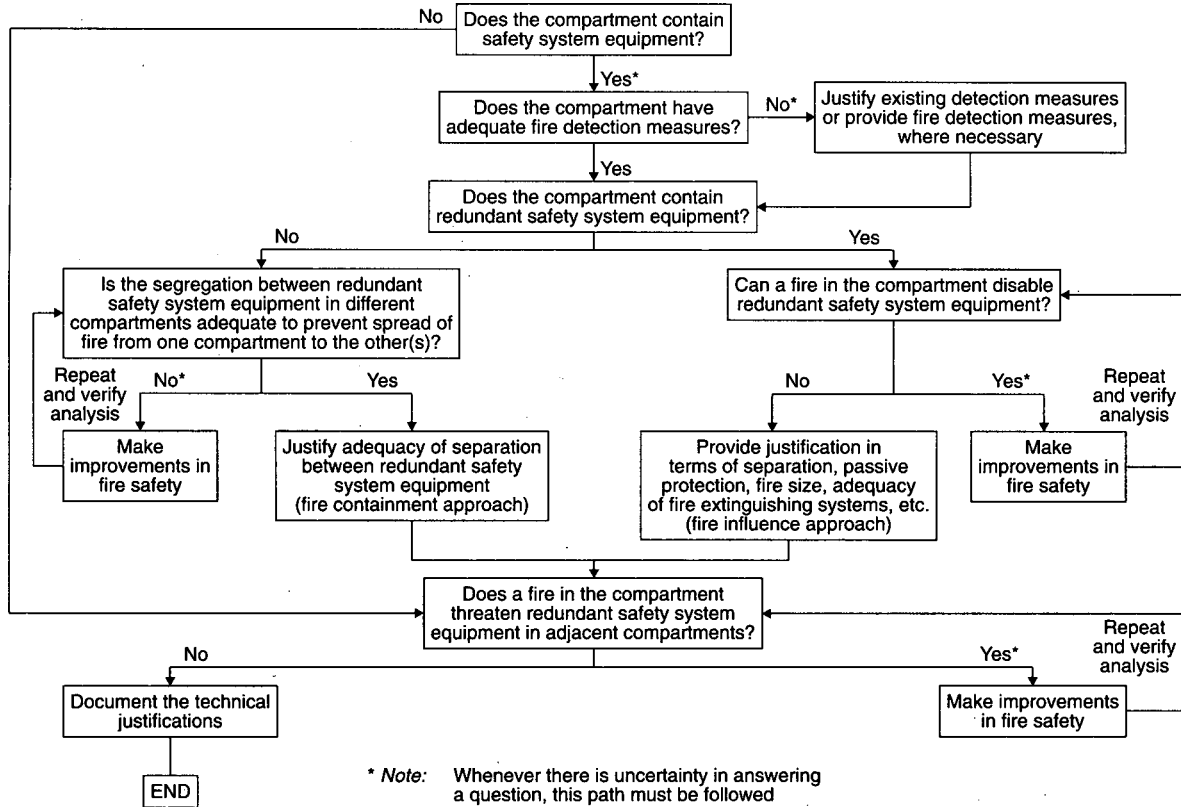 No
Does the compartment contain
safety system equipment?
Yes*
Does the compartment have
adequate fire detection measures?
No*
Justify existing detection measures
or provide fire detection measures,
where necessary
Yes
Does the compartment contain
redundant safety system equipment?
No
Yes
Is the segregation between redundant
safety system equipment in different
compartments adequate to prevent spread of
fire from one compartment to the other(s)?
Can a fire in the compartment disable
redundant safety system equipment?
Repeat
and verify
analysis
No*
Yes
No
Yes*
Repeat
and verify
analysis
Make
improvements in
fire safety
Justify adequacy of separation
between redundant safety
system equipment
(fire containment approach)
Provide justification in
terms of separation, passive
protection, fire size, adequacy
of fire extinguishing systems, etc.
(fire influence approach)
Make
improvements in
fire safety
Does a fire in the compartment
threaten redundant safety system
equipment in adjacent compartments?
No
Yes*
Repeat
and verify
analysis
Document the technical
justifications
Make improvements
in fire safety
END
* Note: Whenever there is uncertainty in answering
a question, this path must be followed